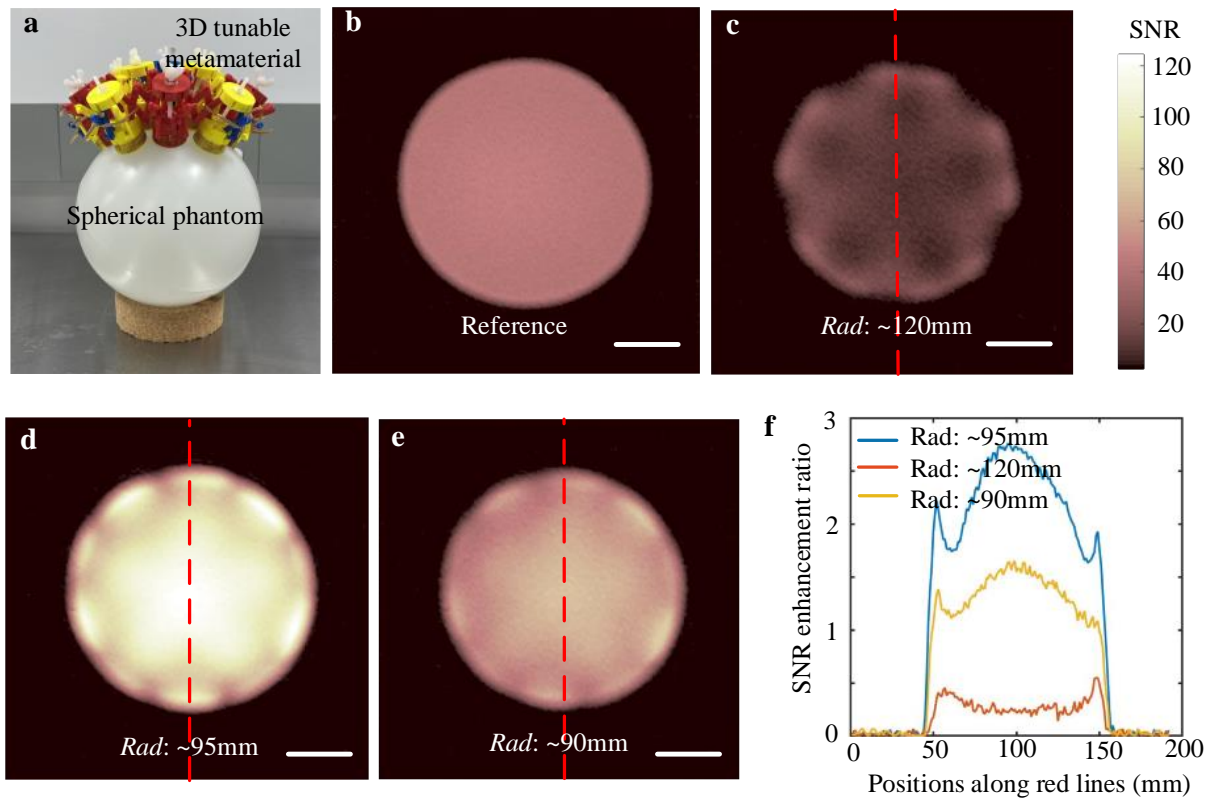 a
3D tunable
metamaterial
Spherical phantom
b
Reference
c
Rad: ~120mm
SNR
120
100
80
60
40
20
d
Rad: ~95mm
e
Rad: ~90mm
f
3
2
1
0
SNR enhancement ratio
Rad: ~95mm
Rad: ~120mm
Rad: ~90mm
0 50 100 150 200
Positions along red lines (mm)